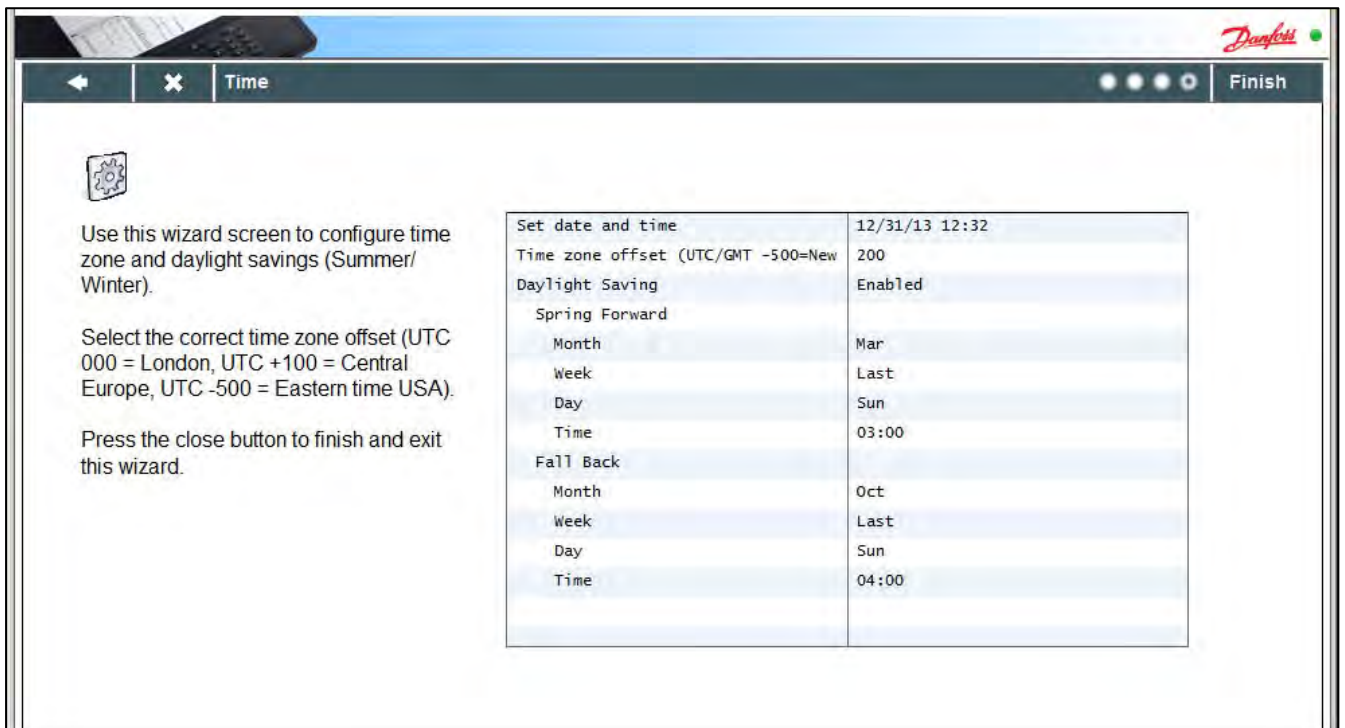 Danfoss
Time
Finish
Use this wizard screen to configure time
zone and daylight savings (Summer/
Winter).
Select the correct time zone offset (UTC
000 = London, UTC +100 = Central
Europe, UTC -500 = Eastern time USA).
Press the close button to finish and exit
this wizard.
Set date and time 12/31/13 12:32
Time zone offset (UTC/GMT -500=New 200
Daylight Saving Enabled
Spring Forward
Month Mar
Week Last
Day Sun
Time 03:00
Fall Back
Month Oct
Week Last
Day Sun
Time 04:00